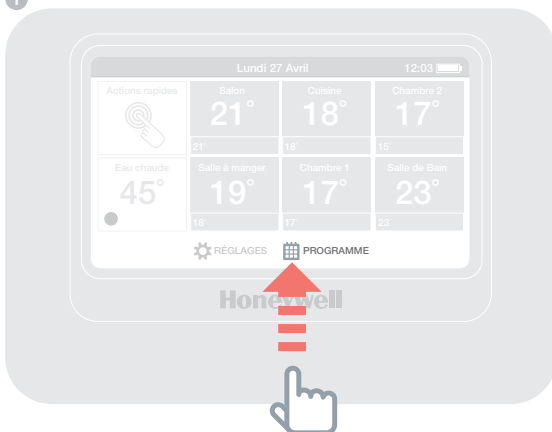 1
Lundi 27 Avril 12:03
Actions rapides Salon Cuisine Chambre 2
21° 18° 17°
21° 18° 15°
Eau chaude Salle à manger Chambre 1 Salle de Bain
45° 19° 17° 23°
18° 17° 23°
RÉGLAGES PROGRAMME
Honeywell